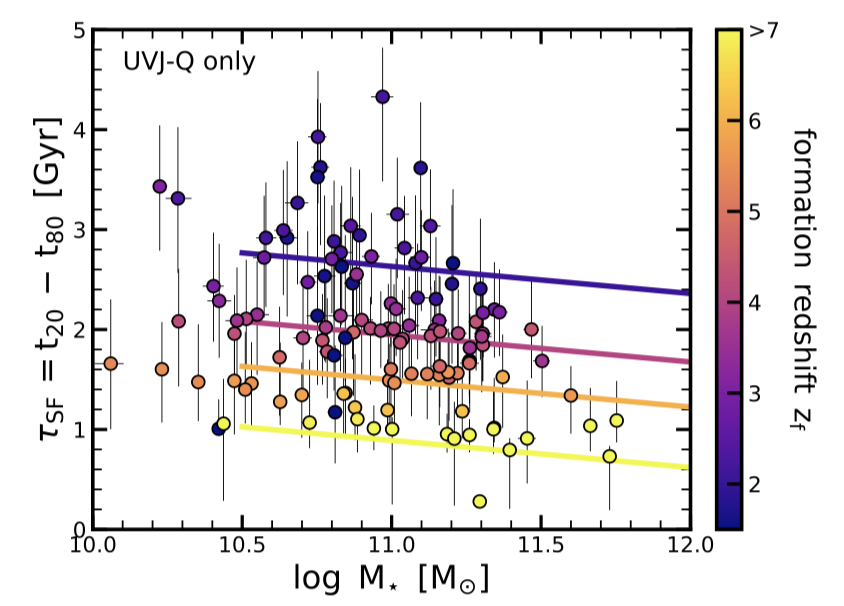 UVJ-Q only
5
4
3
2
1
0
τSF = t20 − t80 [Gyr]
10.0 10.5 11.0 11.5 12.0
log M⋆ [M⊙]
>7
6
5
4
3
2
formation redshift zf